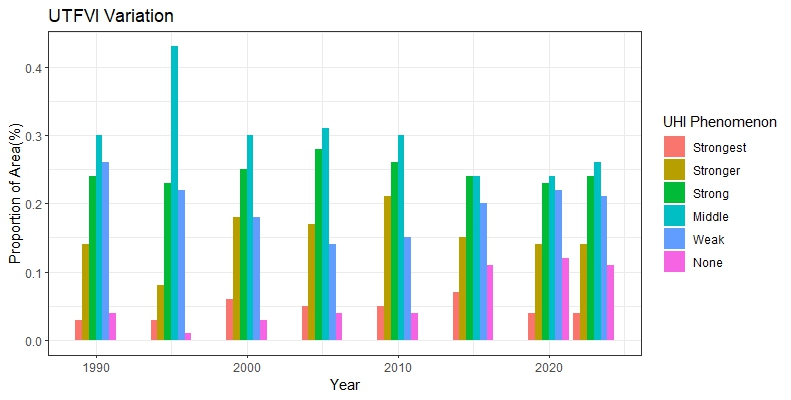 UTFVI Variation
Proportion of Area(%)
0.4
0.3
0.2
0.1
0.0
1990
2000
2010
2020
Year
UHI Phenomenon
Strongest
Stronger
Strong
Middle
Weak
None